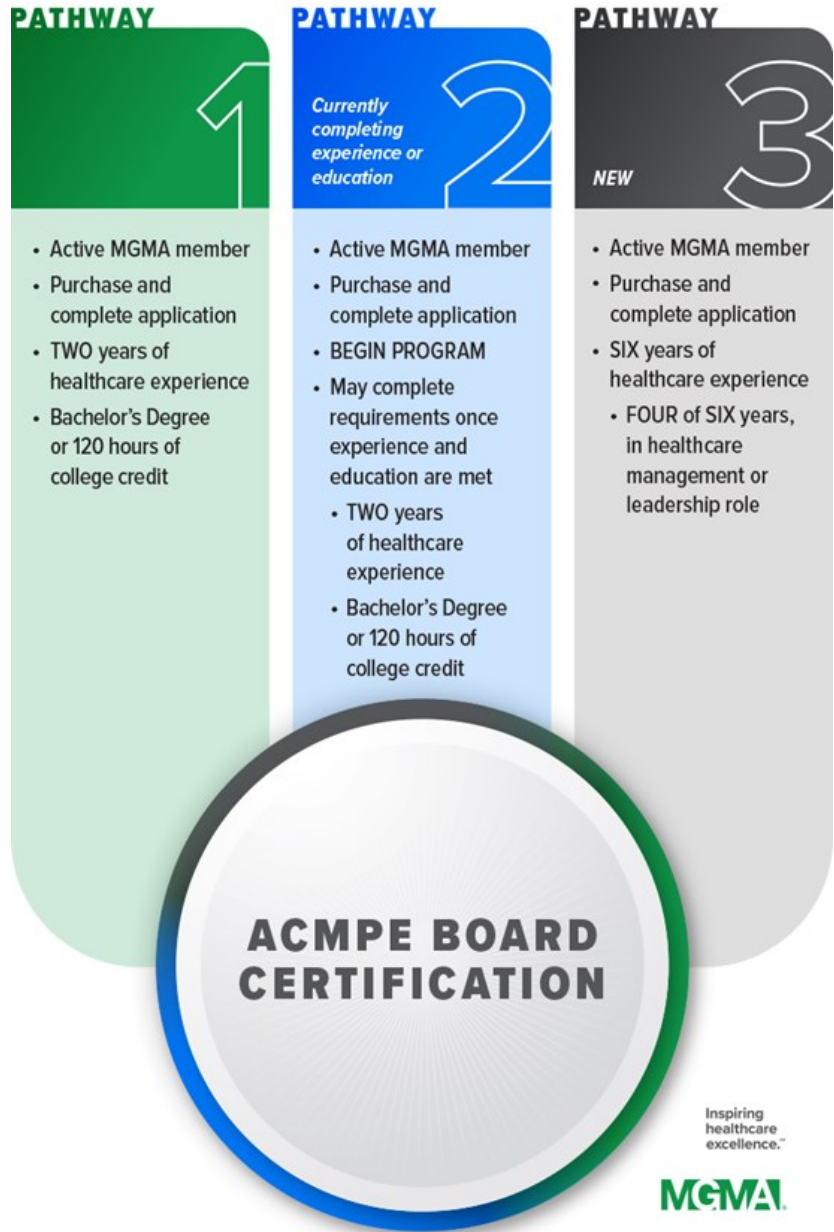 PATHWAY
1
• Active MGMA member
• Purchase and
complete application
• TWO years of
healthcare experience
• Bachelor's Degree
or 120 hours of
college credit
PATHWAY
2
Currently
completing
experience or
education
• Active MGMA member
• Purchase and
complete application
• BEGIN PROGRAM
• May complete
requirements once
experience and
education are met
• TWO years
of healthcare
experience
• Bachelor's Degree
or 120 hours of
college credit
PATHWAY
3
NEW
• Active MGMA member
• Purchase and
complete application
• SIX years of
healthcare experience
• FOUR of SIX years,
in healthcare
management or
leadership role
ACMPE BOARD
CERTIFICATION
Inspiring
healthcare
excellence.™
MGMA®